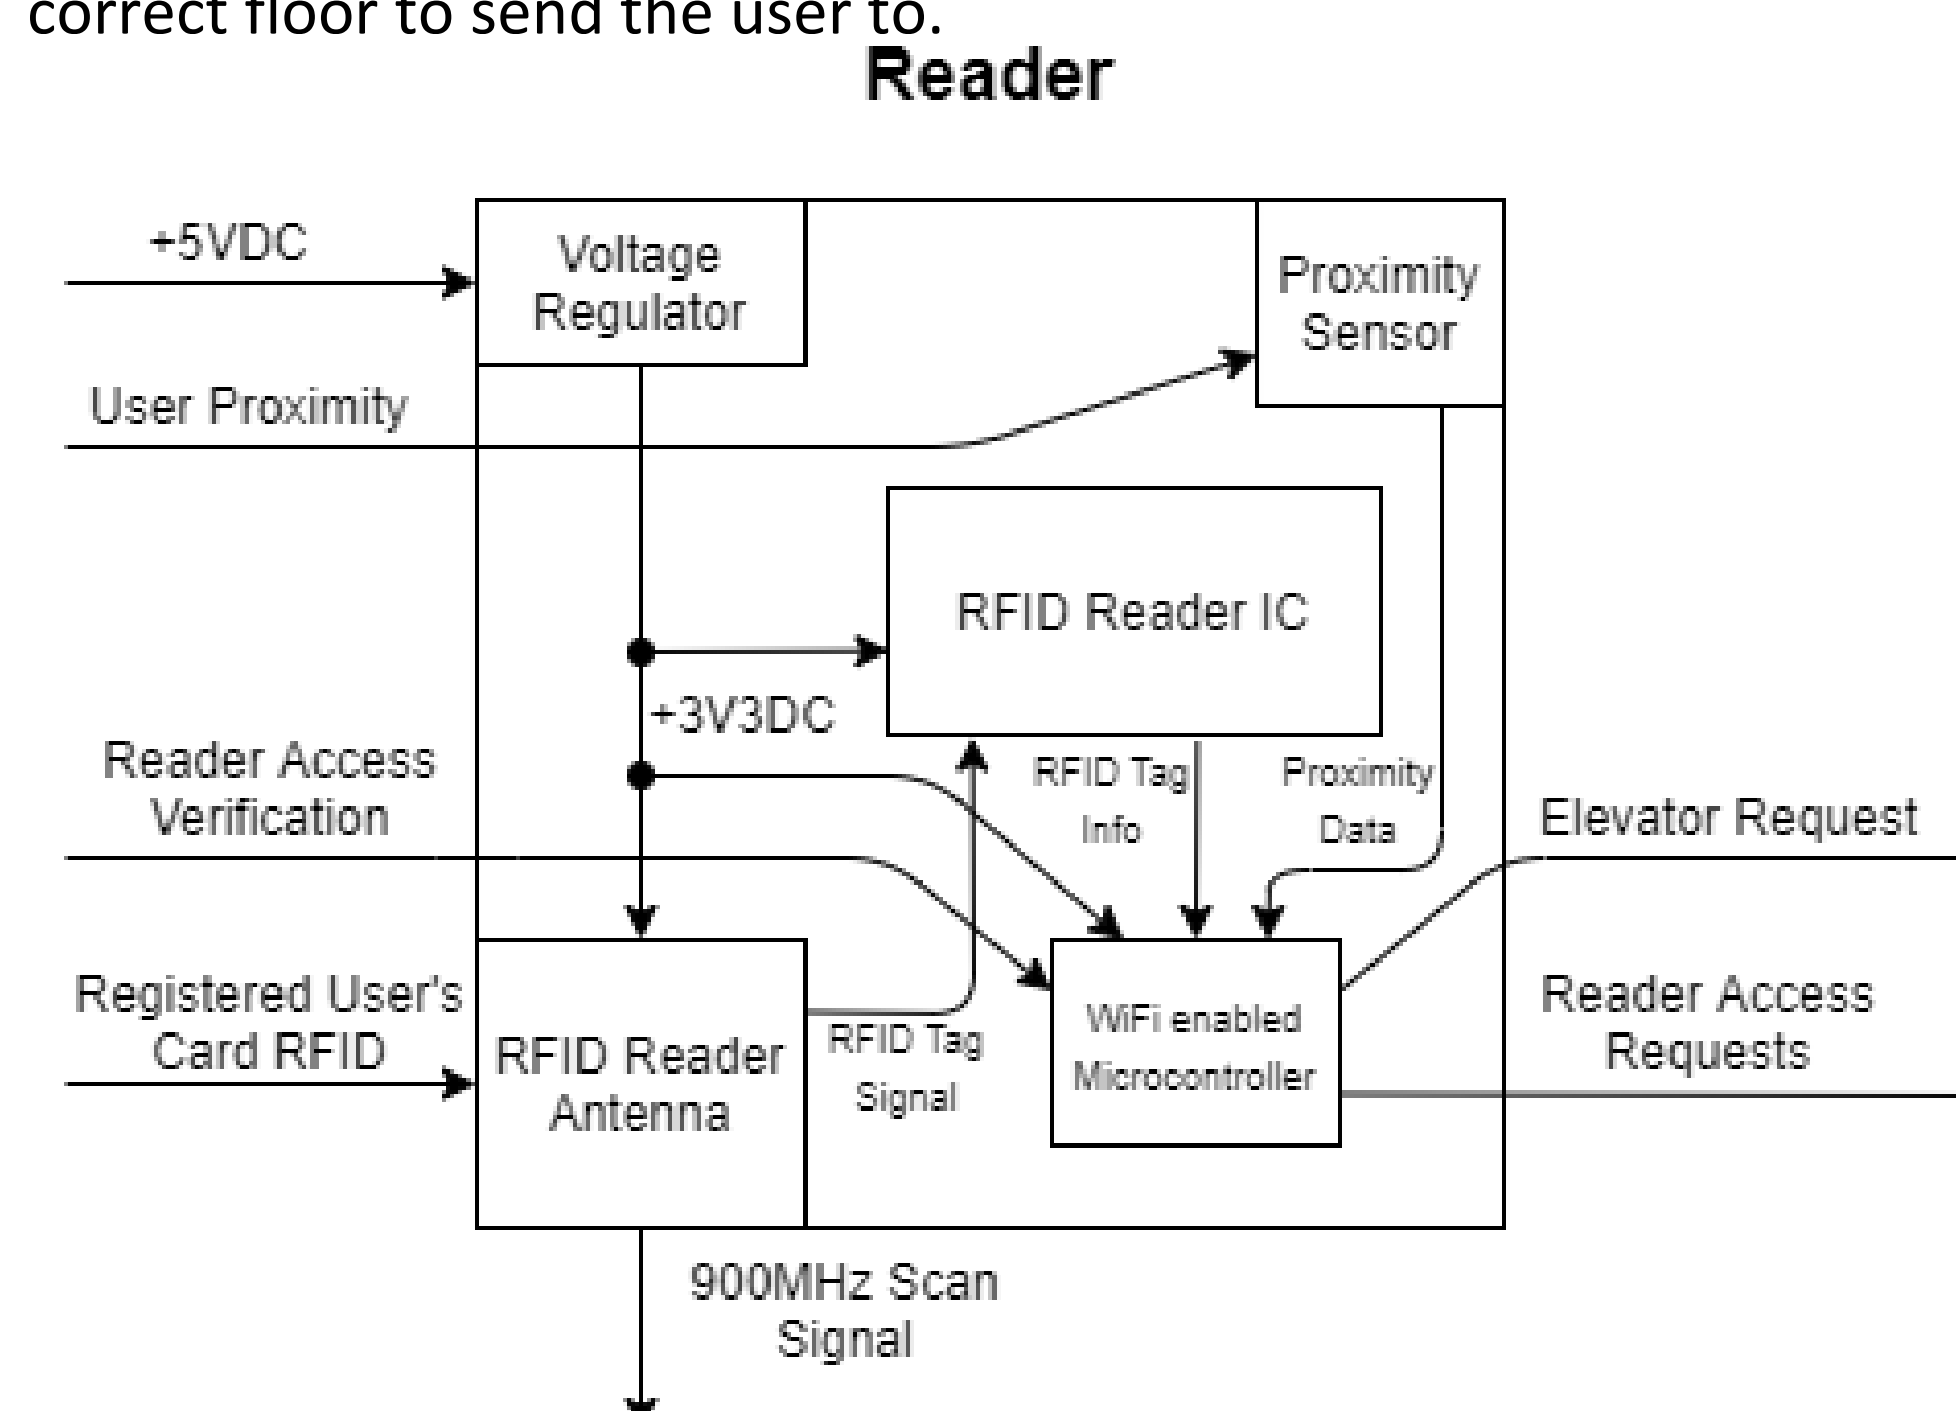 correct floor to send the user to.
Reader
+5VDC
Voltage
Regulator
Proximity
Sensor
User Proximity
RFID Reader IC
+3V3DC
Reader Access
Verification
RFID Tag
Info
Proximity
Data
Elevator Request
Registered User's
Card RFID
RFID Reader
Antenna
RFID Tag
Signal
WiFi enabled
Microcontroller
Reader Access
Requests
900MHz Scan
Signal